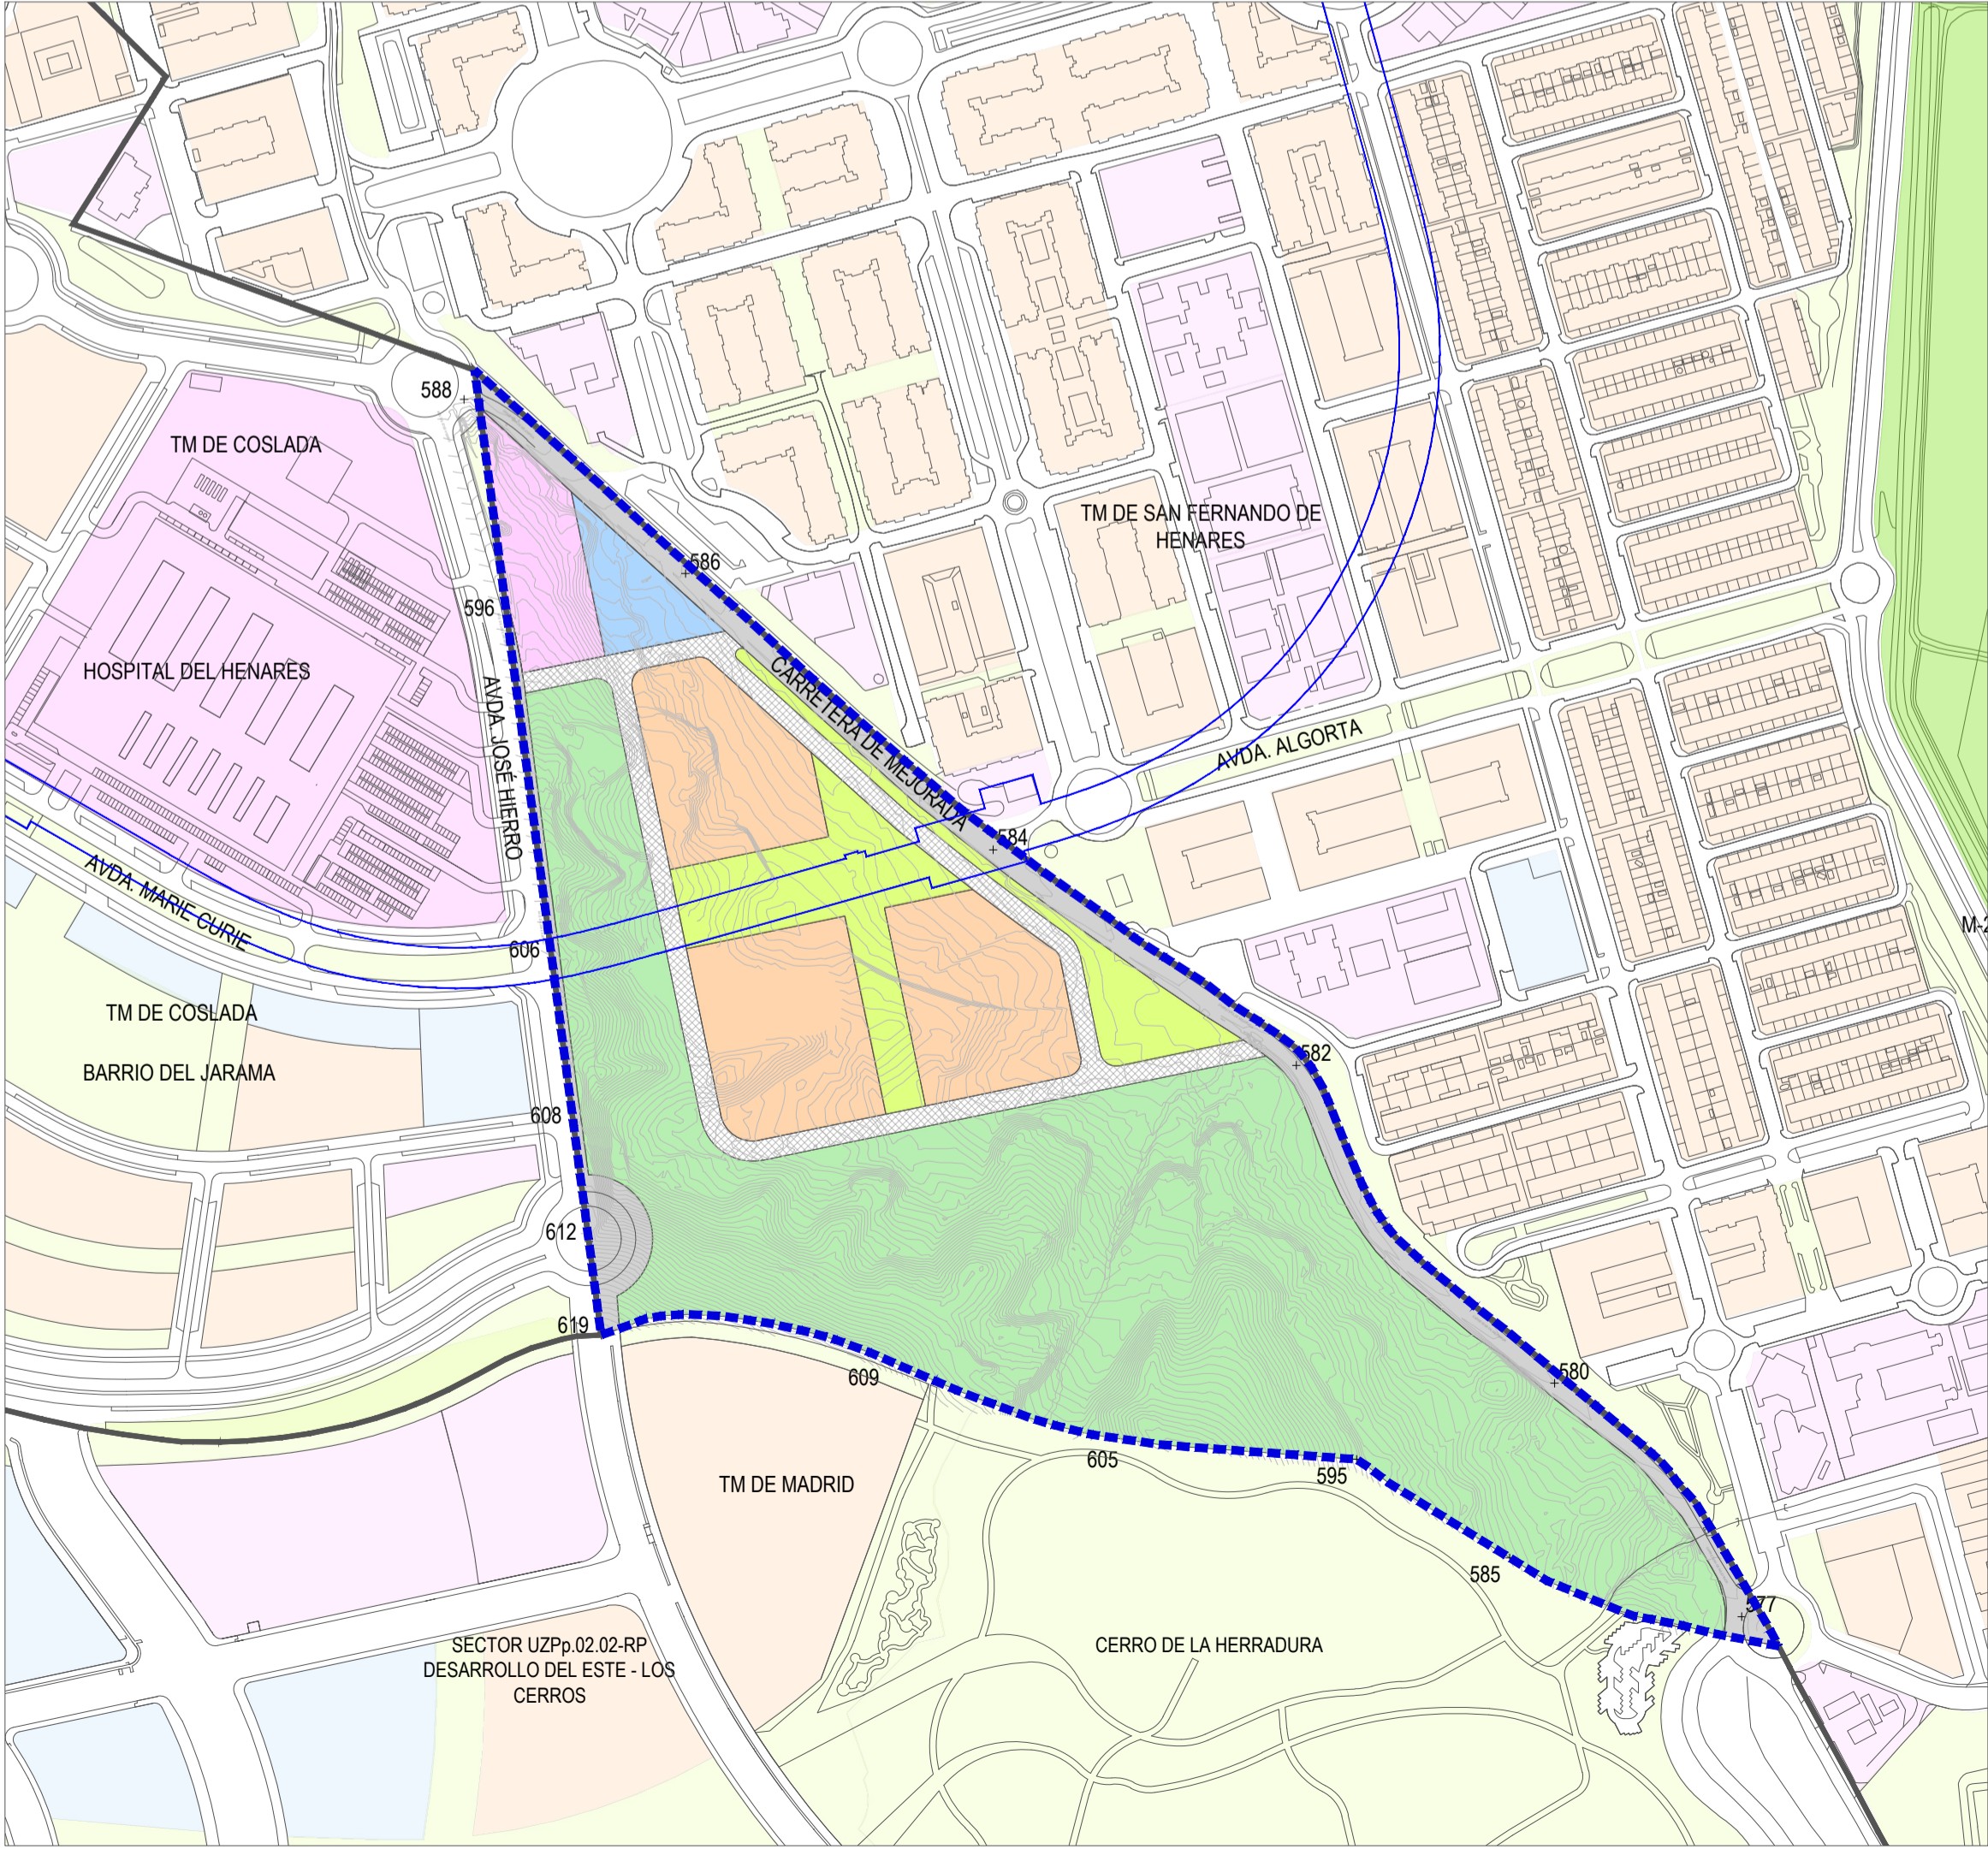 588
TM DE COSLADA
TM DE SAN FERNANDO DE
HENARES
586
596
HOSPITAL DEL HENARES
AVDA. JOSÉ HIERRO
CARRETERA DE MEJORADA
AVDA. ALGORTA
584
AVDA. MARIE CURIE
606
M-2
TM DE COSLADA
582
BARRIO DEL JARAMA
608
612
619
609
580
605
595
TM DE MADRID
585
577
SECTOR UZPp.02.02-RP
DESARROLLO DEL ESTE - LOS
CERROS
CERRO DE LA HERRADURA